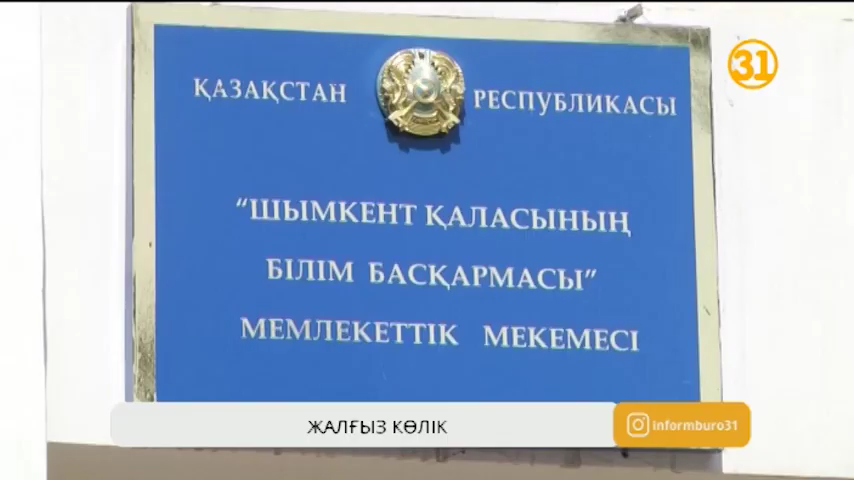 31
ҚАЗАҚСТАН РЕСПУБЛИКАСЫ
“ШЫМКЕНТ ҚАЛАСЫНЫҢ
БІЛІМ БАСҚАРМАСЫ”
МЕМЛЕКЕТТІК МЕКЕМЕСІ
ЖАЛҒЫЗ КӨЛІК
informburo31